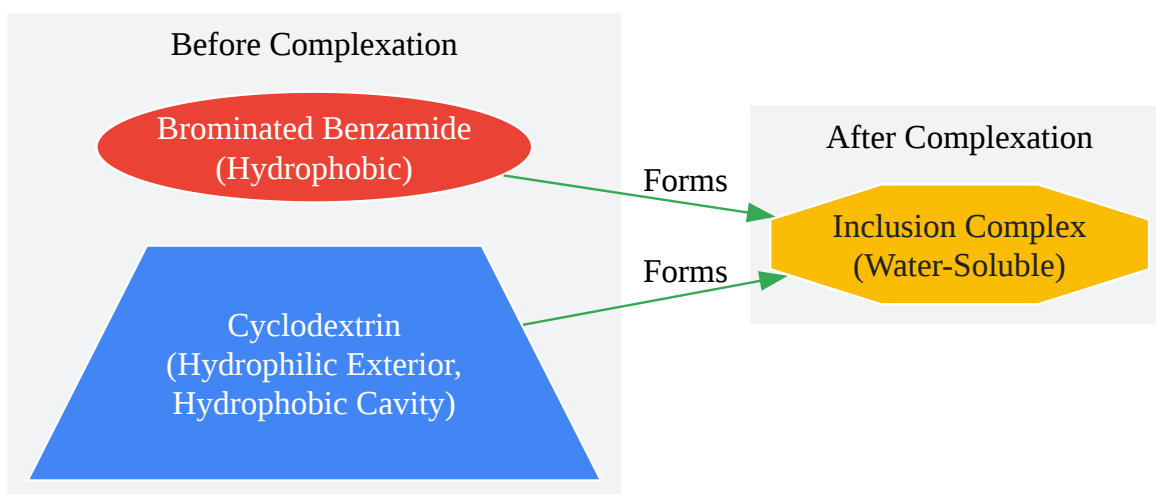 Before Complexation
Brominated Benzamide
(Hydrophobic)
Forms
After Complexation
Inclusion Complex
(Water-Soluble)
Forms
Cyclodextrin
(Hydrophilic Exterior,
Hydrophobic Cavity)